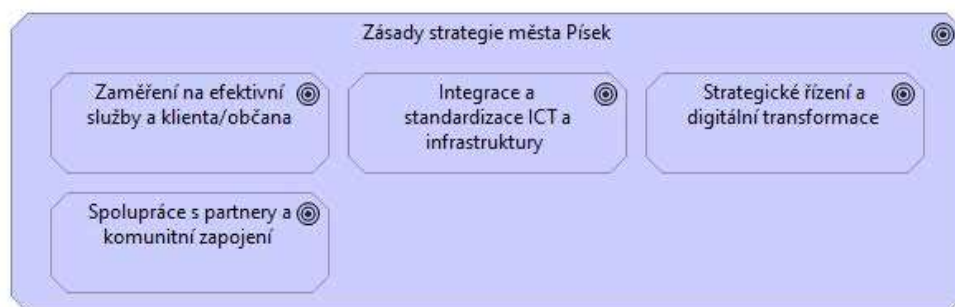 Zásady strategie města Písek
Zaměření na efektivní
služby a klienta/občana
Integrace a
standardizace ICT a
infrastruktury
Strategické řízení a
digitální transformace
Spolupráce s partnery a
komunitní zapojení